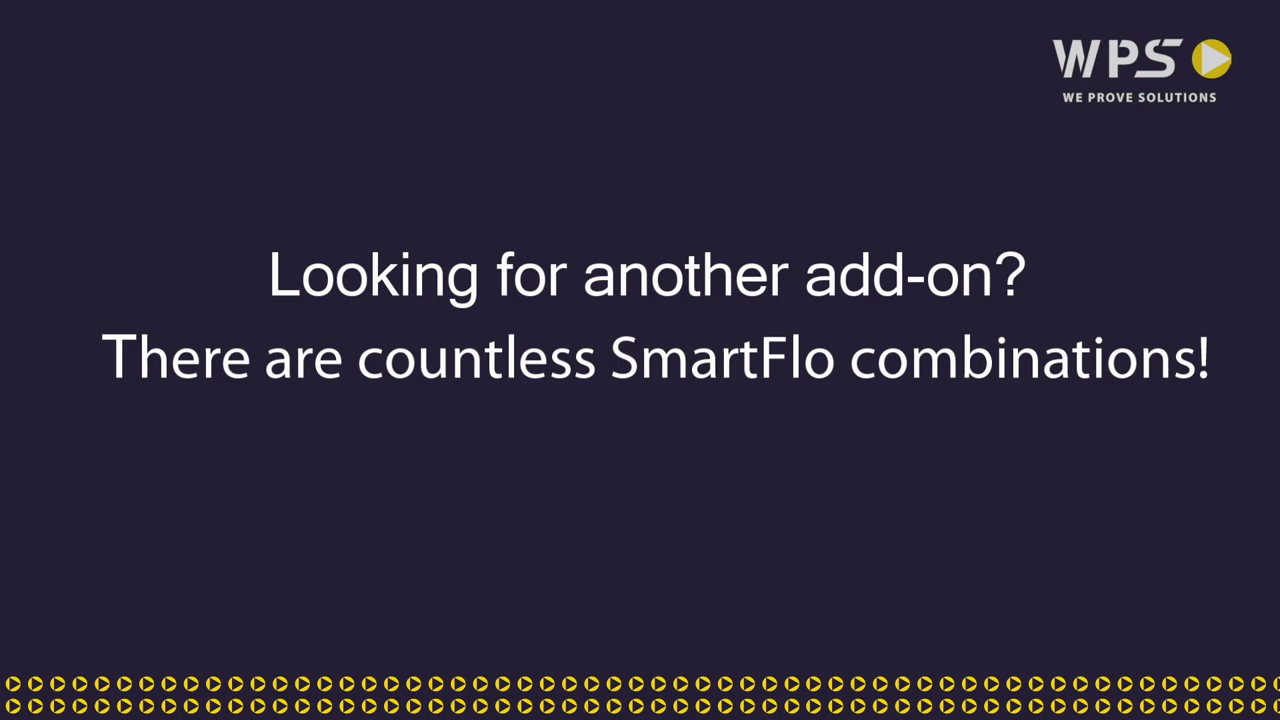 WPS
WE PROVE SOLUTIONS
Looking for another add-on?
There are countless SmartFlo combinations!